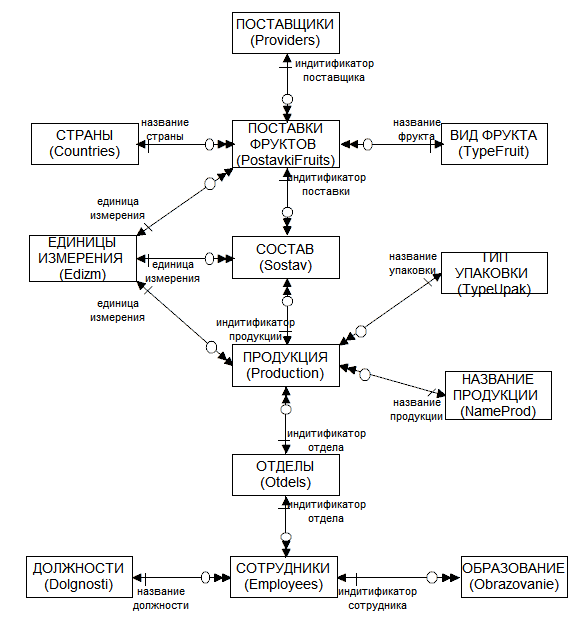 ПОСТАВЩИКИ
(Providers)
индитификатор
поставщика
название
страны
название
фрукта
СТРАНЫ
(Countries)
ПОСТАВКИ
ФРУКТОВ
(PostavkiFruits)
ВИД ФРУКТА
(TypeFruit)
индитификатор
поставки
единица
измерения
ЕДИНИЦЫ
ИЗМЕРЕНИЯ
(Edizm)
единица
измерения
СОСТАВ
(Sostav)
название
упаковки
ТИП
УПАКОВКИ
(TypeUpak)
единица
измерения
индитификатор
продукции
ПРОДУКЦИЯ
(Production)
НАЗВАНИЕ
ПРОДУКЦИИ
(NameProd)
название
продукции
индитификатор
отдела
ОТДЕЛЫ
(Otdels)
индитификатор
отдела
ДОЛЖНОСТИ
(Dolgnosti)
название
должности
СОТРУДНИКИ
(Employees)
индитификатор
сотрудника
ОБРАЗОВАНИЕ
(Obrazovanie)